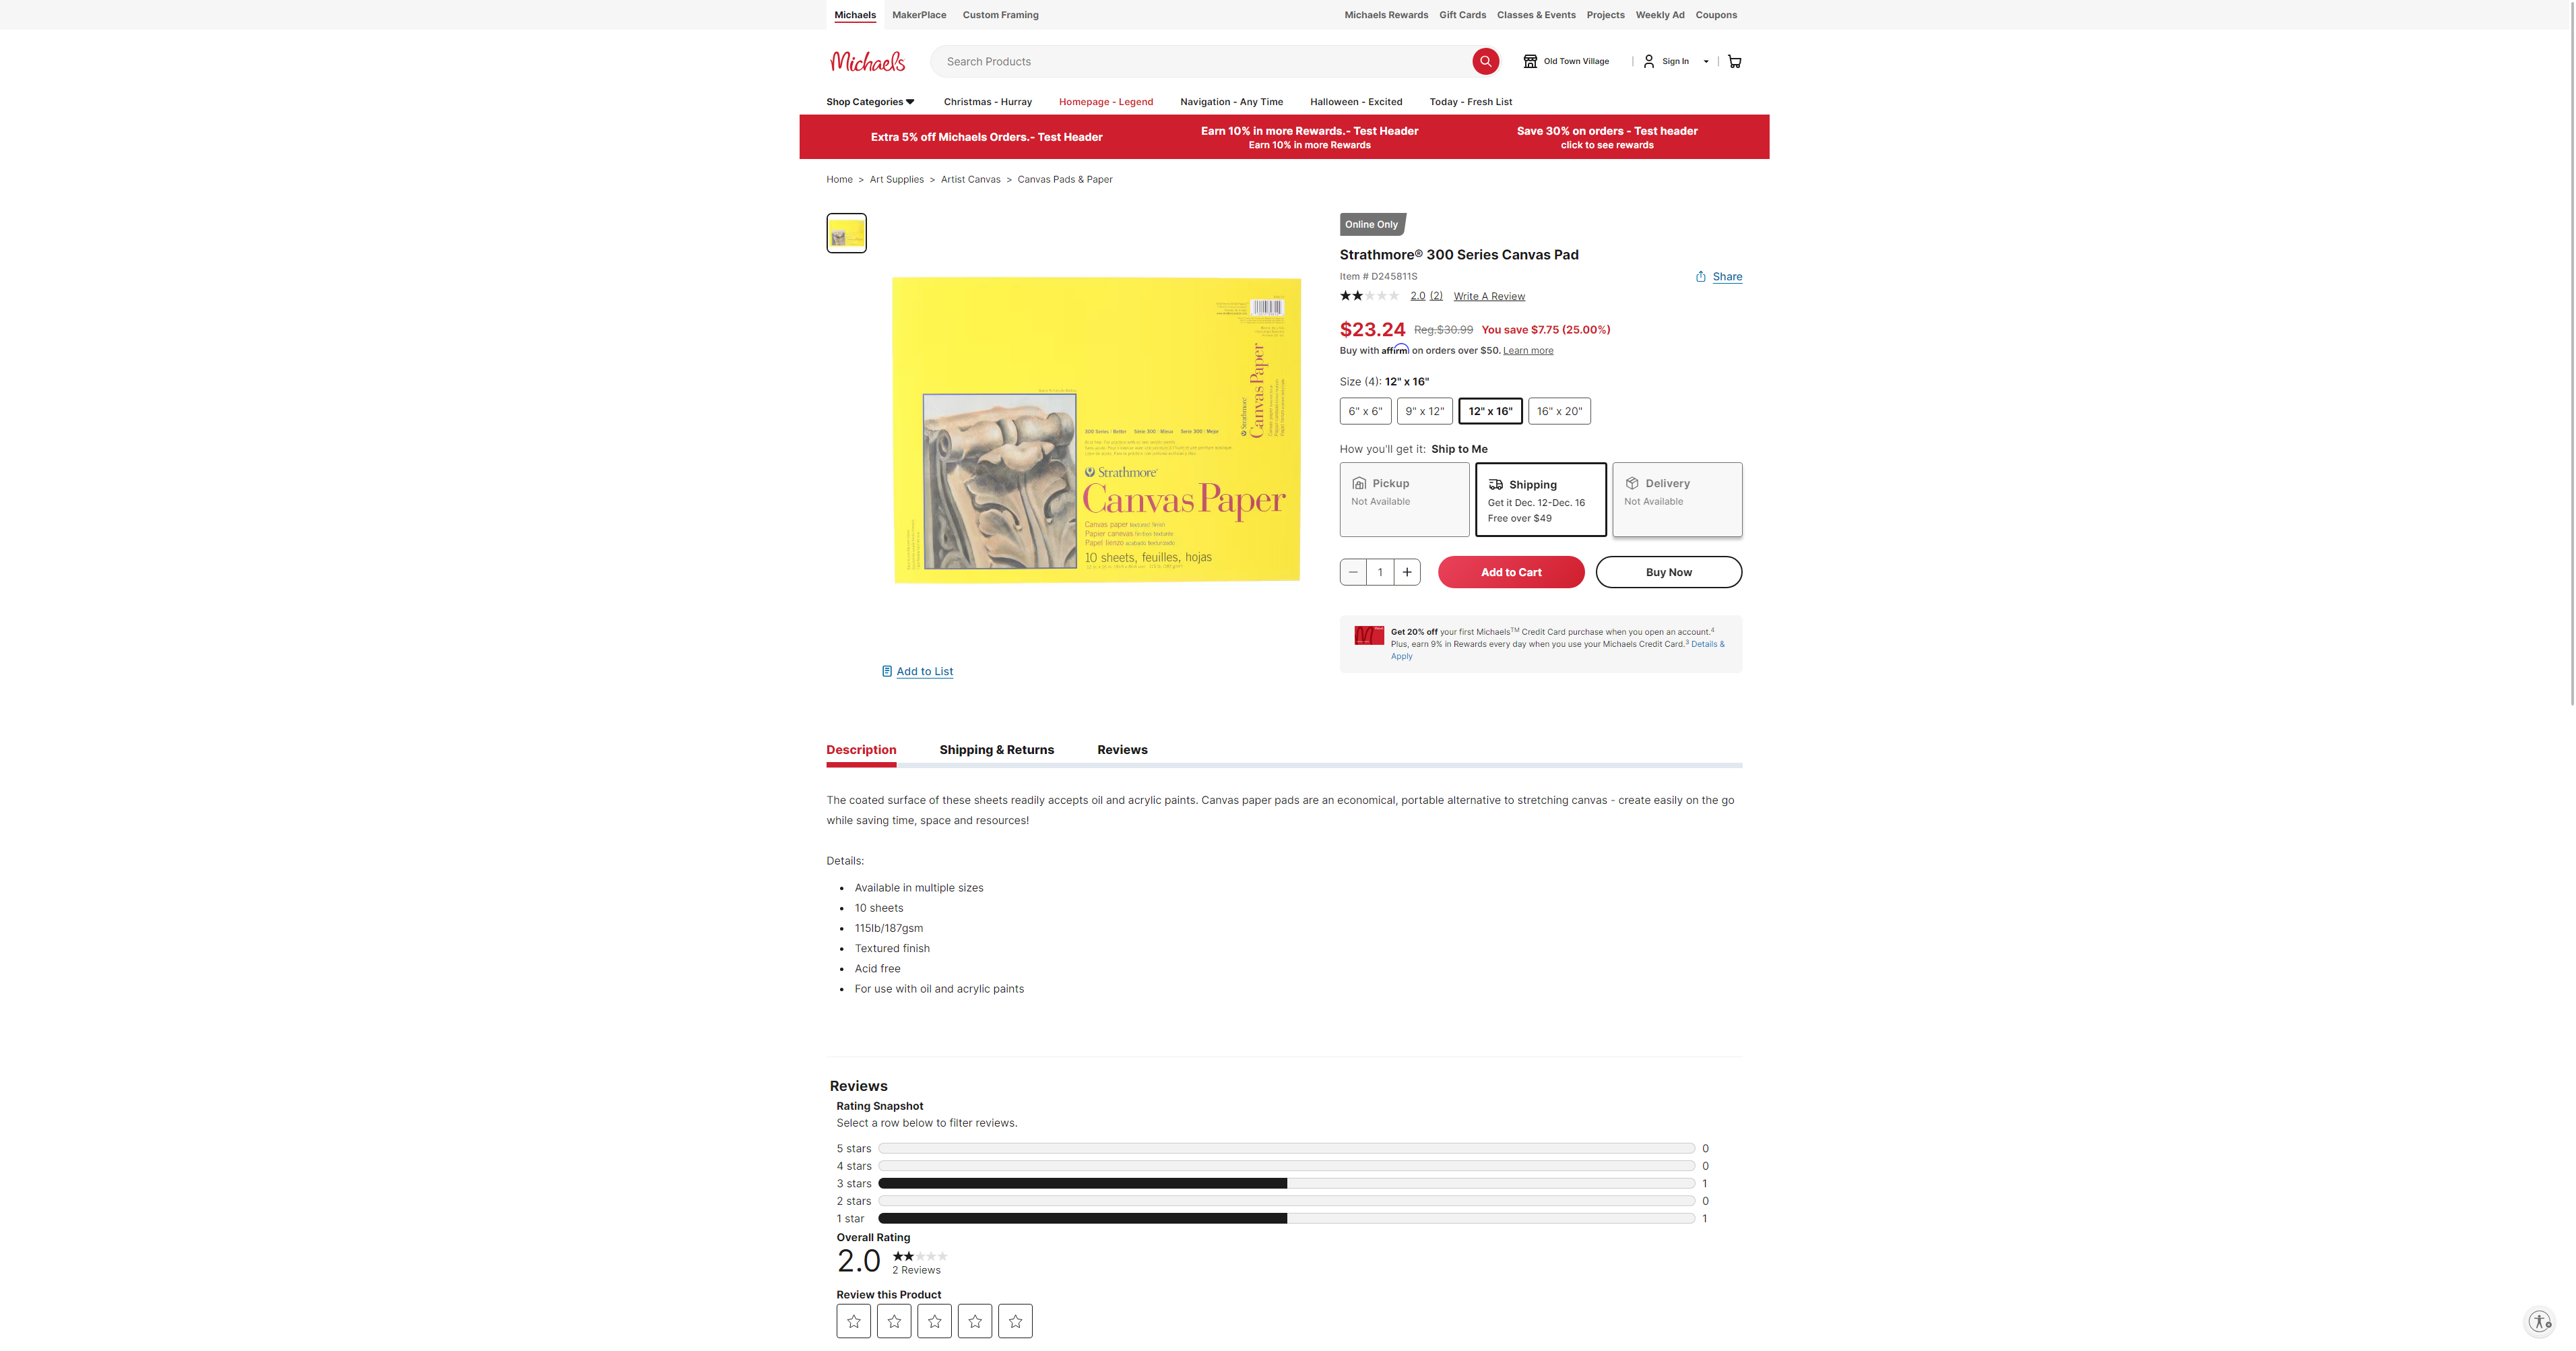 Michaels MakerPlace Custom Framing Michaels Rewards Gift Cards Classes & Events Projects Weekly Ad Coupons
Michaels Search Products Old Town Village | Sign In |
Shop Categories Christmas - Hurray Homepage - Legend Navigation - Any Time Halloween - Excited Today - Fresh List
Extra 5% off Michaels Orders.- Test Header
Earn 10% in more Rewards.- Test Header
Earn 10% in more Rewards
Save 30% on orders - Test header
click to see rewards
Home > Art Supplies > Artist Canvas > Canvas Pads & Paper
Strathmore
Canvas Paper
300 Series / Better Série 300 / Mieux Serie 300 / Mejor
Strathmore
Canvas Paper
Canvas paper textured finish
Papier canevas fini-tissé texturée
Papel lienzo acabado texturizado
10 sheets, feuilles, hojas
Add to List
Online Only
Strathmore® 300 Series Canvas Pad
Item # D245811S
Share
2.0 (2) Write A Review
$23.24 Reg.$30.99 You save $7.75 (25.00%)
Buy with affirm on orders over $50. Learn more
Size (4): 12" x 16"
6" x 6" 9" x 12" 12" x 16" 16" x 20"
How you'll get it: Ship to Me
Pickup
Not Available
Shipping
Get it Dec. 12-Dec. 16
Free over $49
Delivery
Not Available
1 Add to Cart Buy Now
Get 20% off your first Michaels™ Credit Card purchase when you open an account.⁴
Plus, earn 9% in Rewards every day when you use your Michaels Credit Card.³ Details &
Apply
Description Shipping & Returns Reviews
The coated surface of these sheets readily accepts oil and acrylic paints. Canvas paper pads are an economical, portable alternative to stretching canvas - create easily on the go
while saving time, space and resources!
Details:
• Available in multiple sizes
• 10 sheets
• 115lb/187gsm
• Textured finish
• Acid free
• For use with oil and acrylic paints
Reviews
Rating Snapshot
Select a row below to filter reviews.
5 stars 0
4 stars 0
3 stars 1
2 stars 0
1 star 1
Overall Rating
2.0
2 Reviews
Review this Product